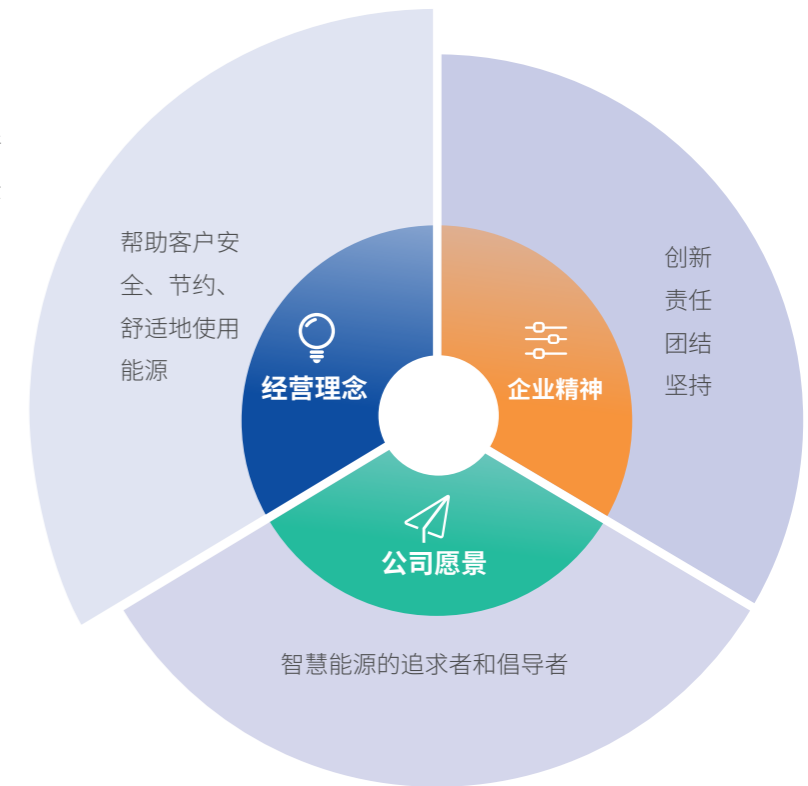 帮助客户安
全、节约、
舒适地使用
能源
经营理念
企业精神
创新
责任
团结
坚持
公司愿景
智慧能源的追求者和倡导者